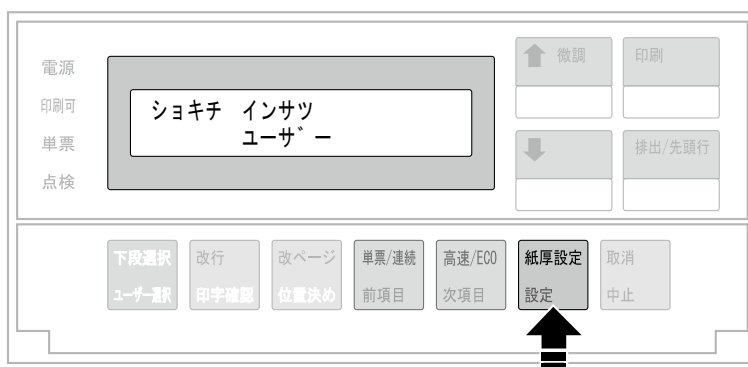 電源
印刷可
単票
点検
ショキチ インサツ
ユーザー
微調
印刷
排出/先頭行
下段選択
改行
改ページ
単票/連続
高速/ECO
紙厚設定
取消
ユーザー選択
印字確認
位置決め
前項目
次項目
設定
中止